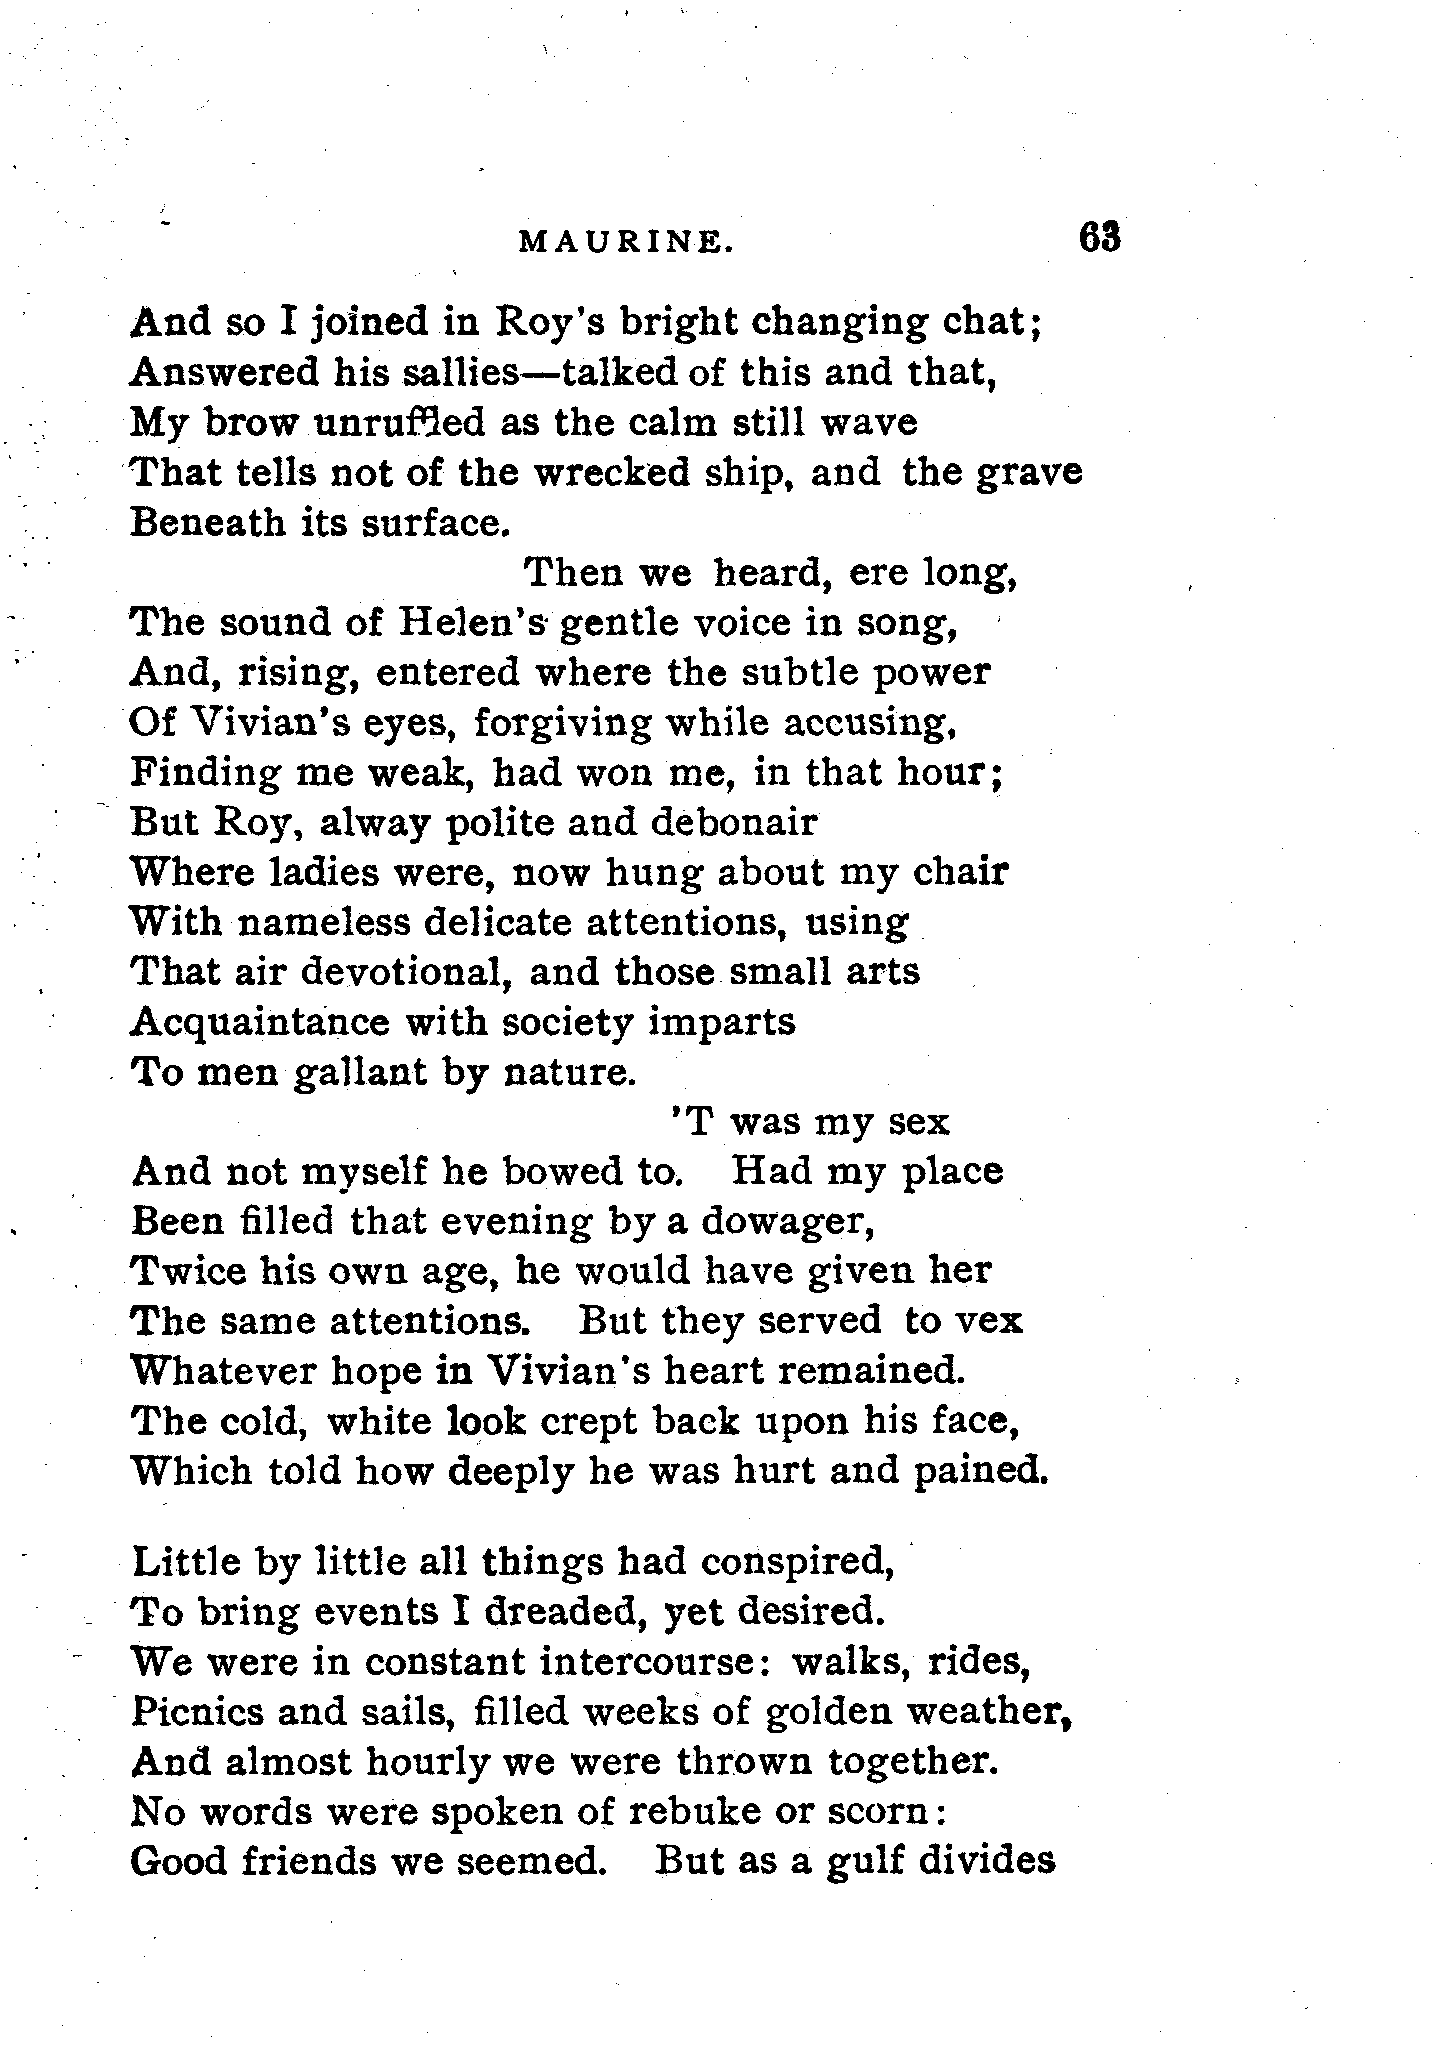 MAURINE. 63
And so I joined in Roy's bright changing chat;
Answered his sallies—talked of this and that,
My brow unruffled as the calm still wave
That tells not of the wrecked ship, and the grave
Beneath its surface.
Then we heard, ere long,
The sound of Helen's gentle voice in song,
And, rising, entered where the subtle power
Of Vivian's eyes, forgiving while accusing,
Finding me weak, had won me, in that hour;
But Roy, alway polite and debonair
Where ladies were, now hung about my chair
With nameless delicate attentions, using
That air devotional, and those small arts
Acquaintance with society imparts
To men gallant by nature.
'T was my sex
And not myself he bowed to. Had my place
Been filled that evening by a dowager,
Twice his own age, he would have given her
The same attentions. But they served to vex
Whatever hope in Vivian's heart remained.
The cold, white look crept back upon his face,
Which told how deeply he was hurt and pained.
Little by little all things had conspired,
To bring events I dreaded, yet desired.
We were in constant intercourse: walks, rides,
Picnics and sails, filled weeks of golden weather,
And almost hourly we were thrown together.
No words were spoken of rebuke or scorn:
Good friends we seemed. But as a gulf divides